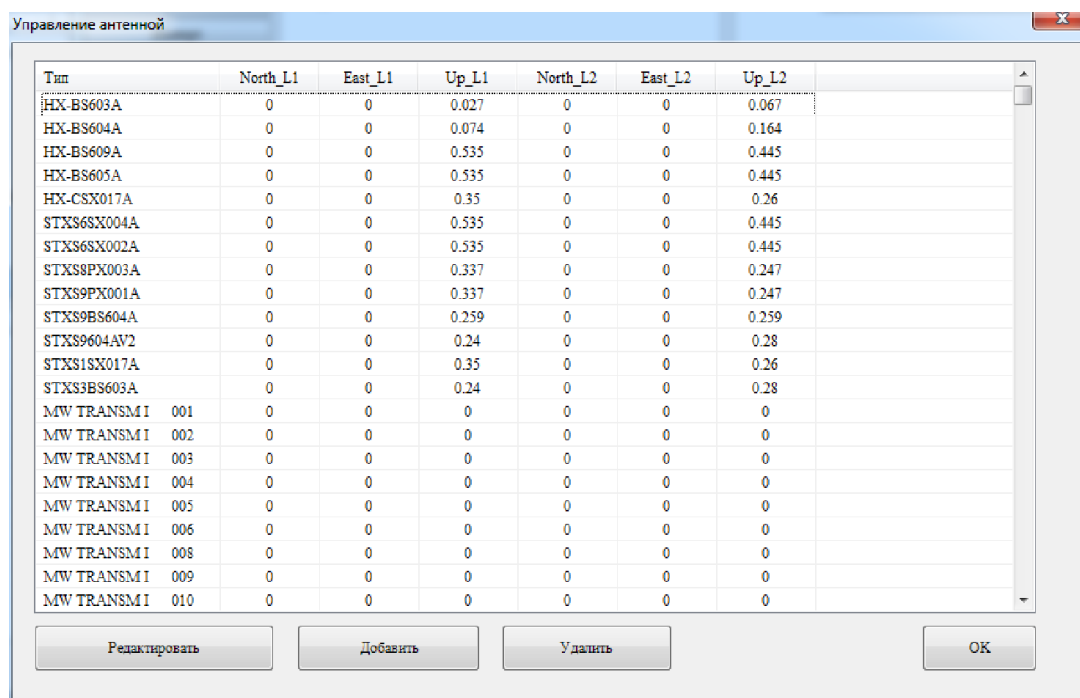 Управление антенной
Тип North_L1 East_L1 Up_L1 North_L2 East_L2 Up_L2
HX-BS603A 0 0 0.027 0 0 0.067
HX-BS604A 0 0 0.074 0 0 0.164
HX-BS609A 0 0 0.535 0 0 0.445
HX-BS605A 0 0 0.535 0 0 0.445
HX-CSX017A 0 0 0.35 0 0 0.26
STXS6SX004A 0 0 0.535 0 0 0.445
STXS6SX002A 0 0 0.535 0 0 0.445
STXS8PX003A 0 0 0.337 0 0 0.247
STXS9PX001A 0 0 0.337 0 0 0.247
STXS9BS604A 0 0 0.259 0 0 0.259
STXS9604AV2 0 0 0.24 0 0 0.28
STXS1SX017A 0 0 0.35 0 0 0.26
STXS3BS603A 0 0 0.24 0 0 0.28
MW TRANSM I 001 0 0 0 0 0 0
MW TRANSM I 002 0 0 0 0 0 0
MW TRANSM I 003 0 0 0 0 0 0
MW TRANSM I 004 0 0 0 0 0 0
MW TRANSM I 005 0 0 0 0 0 0
MW TRANSM I 006 0 0 0 0 0 0
MW TRANSM I 008 0 0 0 0 0 0
MW TRANSM I 009 0 0 0 0 0 0
MW TRANSM I 010 0 0 0 0 0 0
Редактировать Добавить Удалить OK